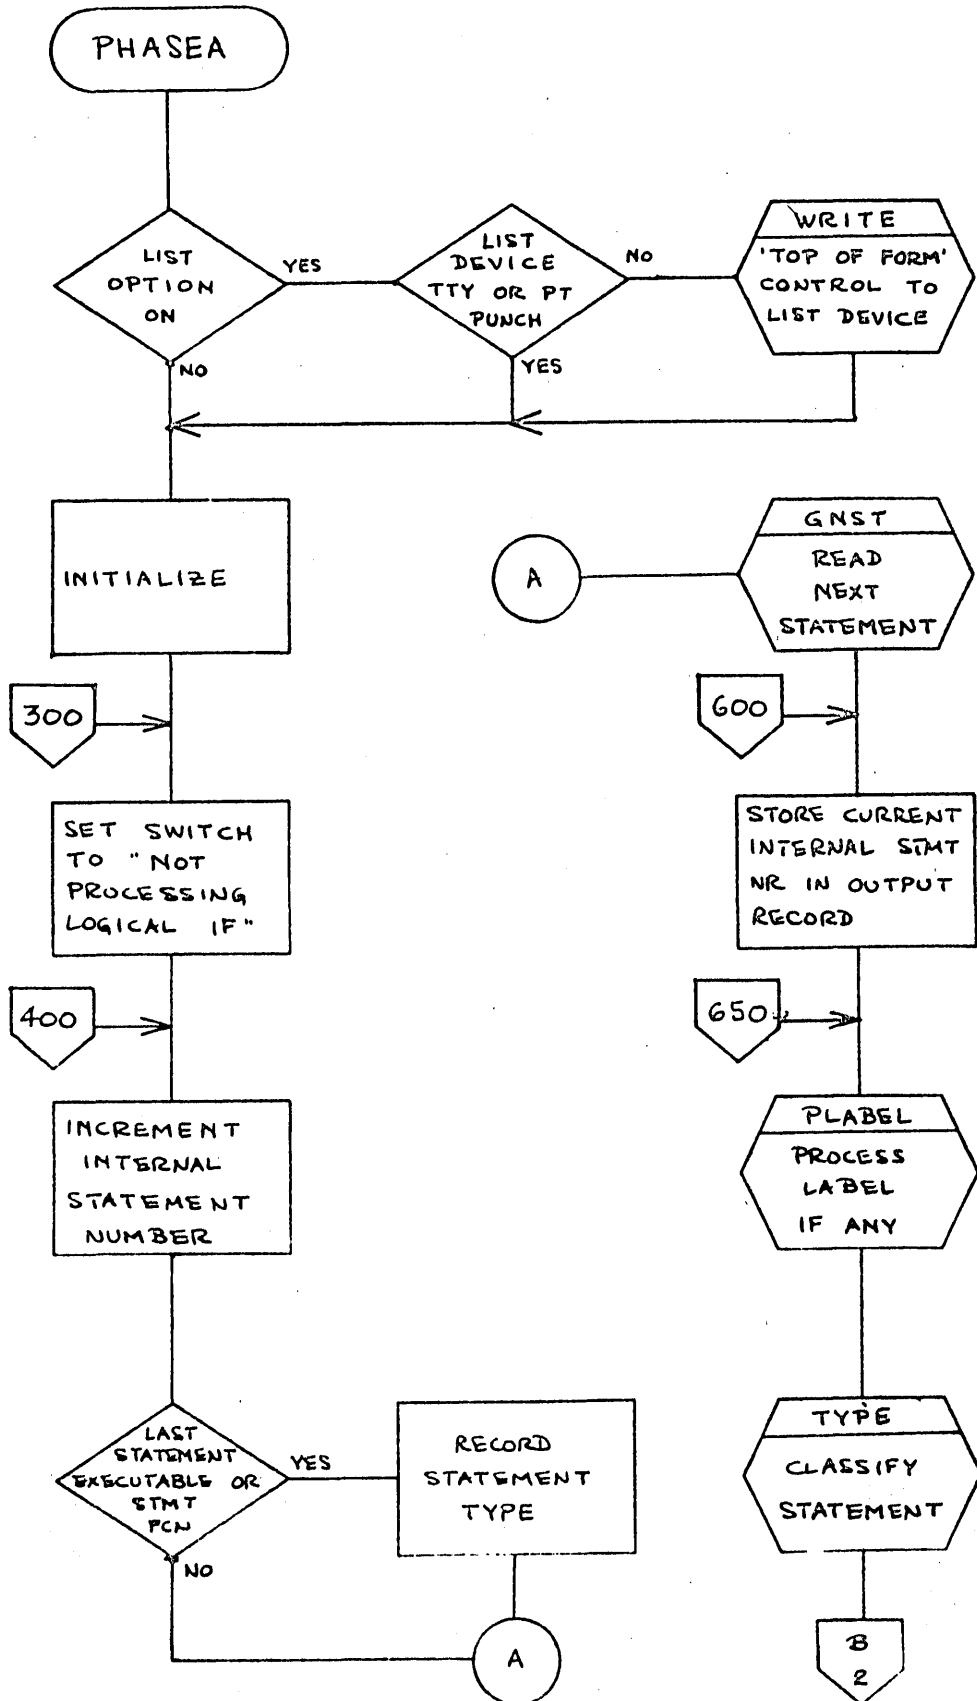 PHASEA
LIST
OPTION
ON
YES
NO
LIST
DEVICE
TTY OR PT
PUNCH
NO
YES
WRITE
'TOP OF FORM'
CONTROL TO
LIST DEVICE
INITIALIZE
300
SET SWITCH
TO "NOT
PROCESSING
LOGICAL IF"
400
INCREMENT
INTERNAL
STATEMENT
NUMBER
LAST
STATEMENT
EXECUTABLE OR
STMT
FCN
YES
NO
RECORD
STATEMENT
TYPE
A
A
GNST
READ
NEXT
STATEMENT
600
STORE CURRENT
INTERNAL STMT
NR IN OUTPUT
RECORD
650
PLABEL
PROCESS
LABEL
IF ANY
TYPE
CLASSIFY
STATEMENT
B
2